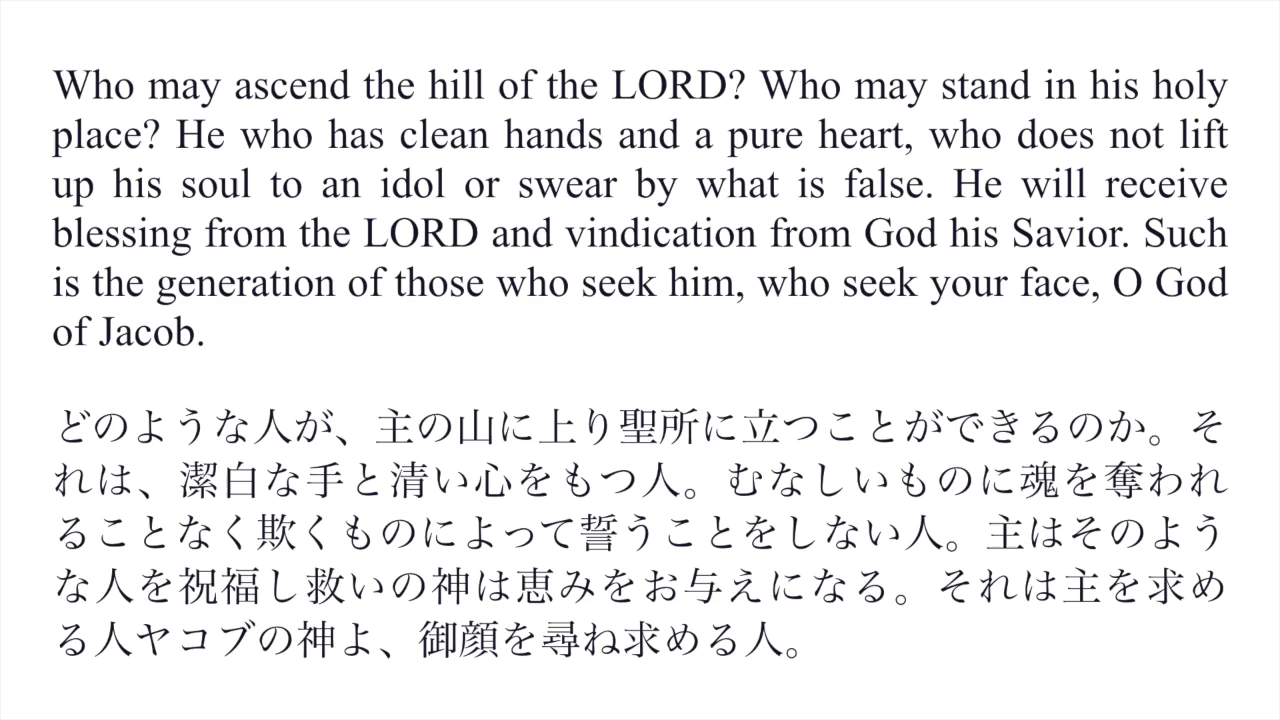 Who may ascend the hill of the LORD? Who may stand in his holy
place? He who has clean hands and a pure heart, who does not lift
up his soul to an idol or swear by what is false. He will receive
blessing from the LORD and vindication from God his Savior. Such
is the generation of those who seek him, who seek your face, O God
of Jacob.
どのような人が、主の山に上り聖所に立つことができるのか。そ
れは、潔白な手と清い心をもつ人。むなしいものに魂を奪われ
ることなく欺くものによって誓うことをしない人。主はそのよう
な人を祝福し救いの神は恵みをお与えになる。それは主を求め
る人ヤコブの神よ、御顔を尋ね求める人。